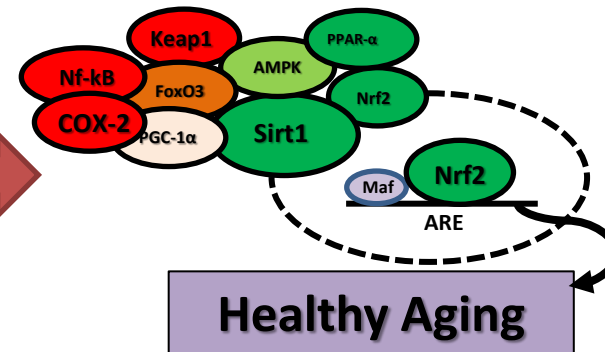 Keap1
PPAR-α
AMPK
Nf-kB
FoxO3
Nrf2
COX-2
PGC-1α
Sirt1
Nrf2
Maf
ARE
Healthy Aging